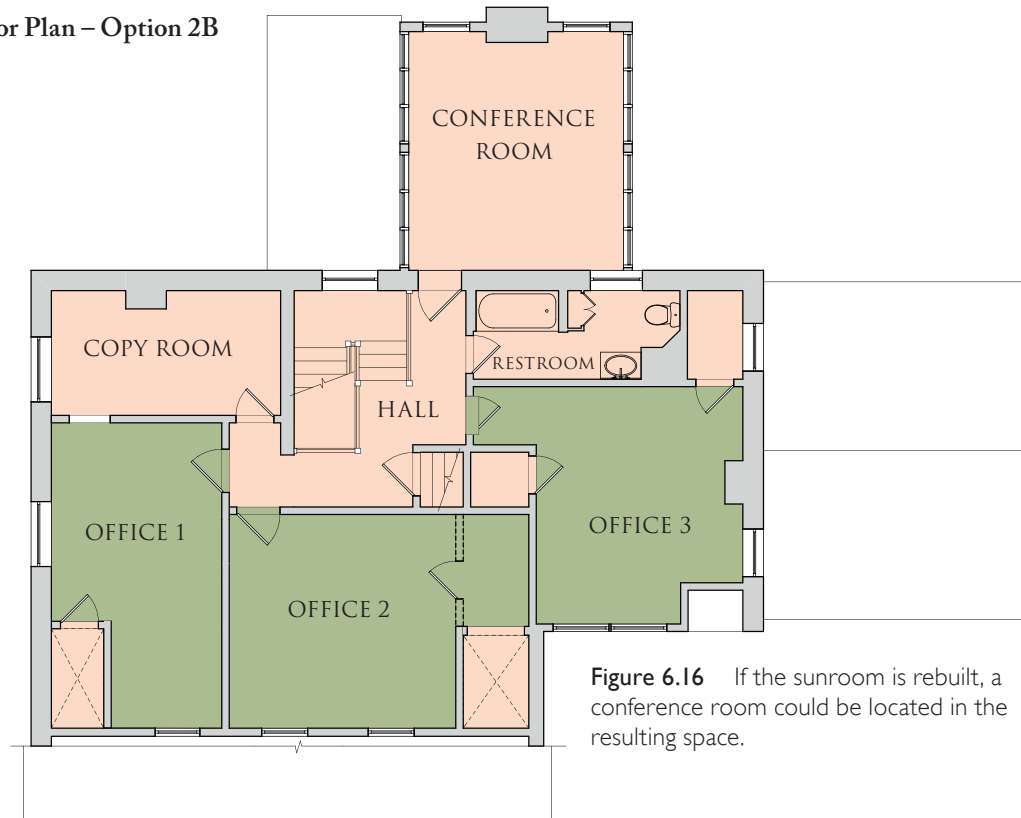 or Plan – Option 2B
CONFERENCE
ROOM
COPY ROOM
RESTROOM
HALL
OFFICE 1
OFFICE 3
OFFICE 2
Figure 6.16 If the sunroom is rebuilt, a
conference room could be located in the
resulting space.